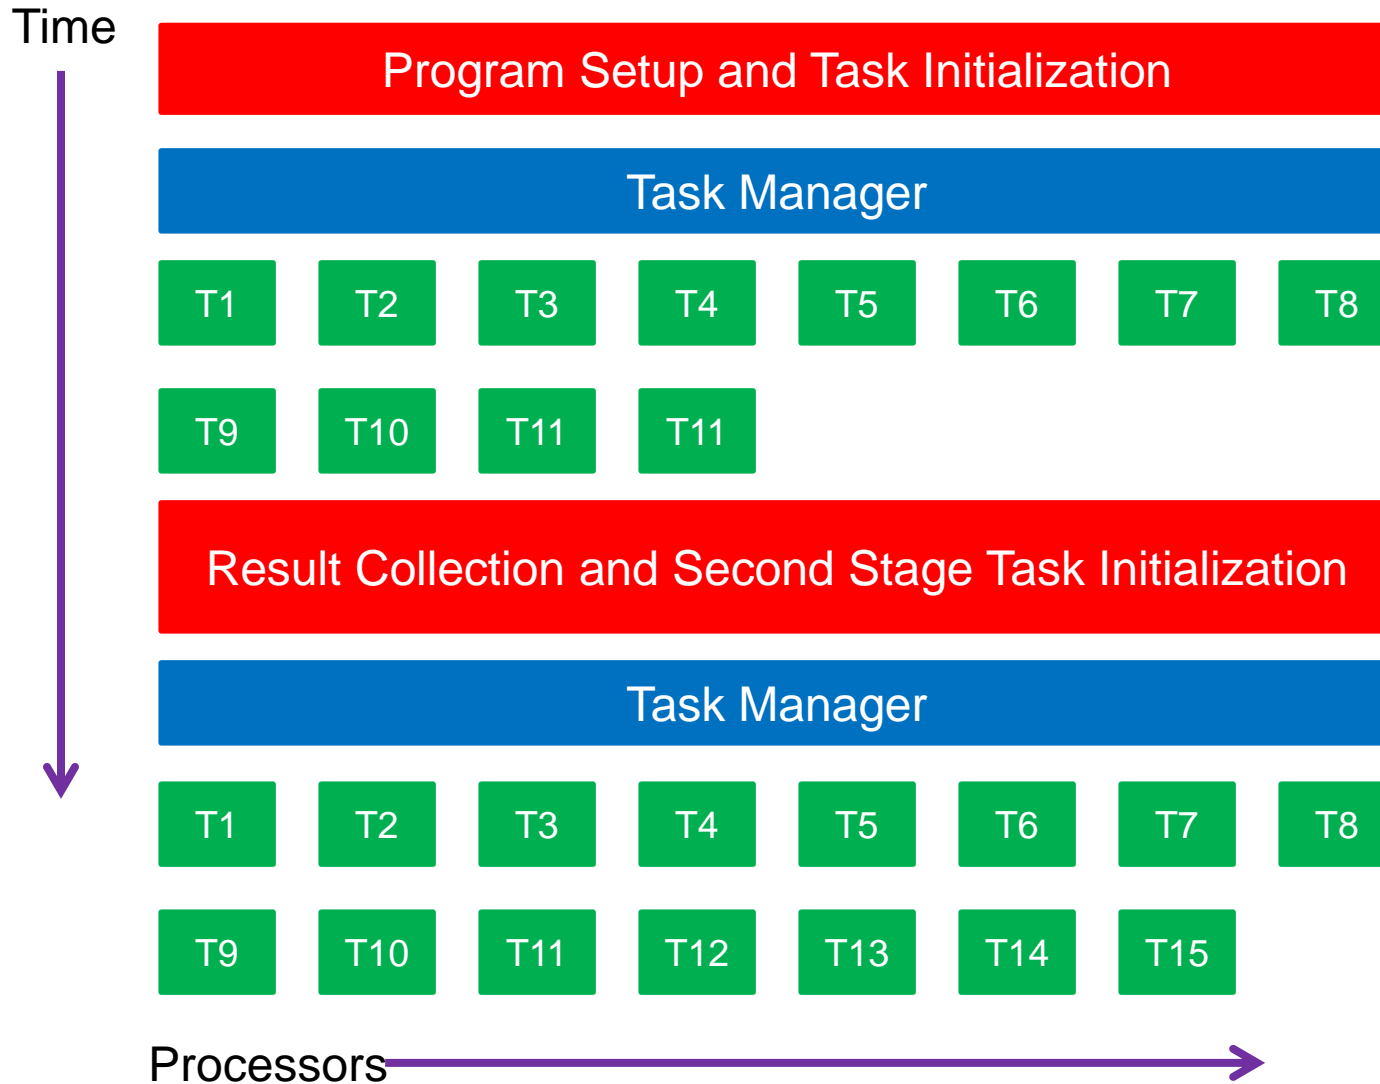 Time
Program Setup and Task Initialization
Task Manager
T1 T2 T3 T4 T5 T6 T7 T8
T9 T10 T11 T11
Result Collection and Second Stage Task Initialization
Task Manager
T1 T2 T3 T4 T5 T6 T7 T8
T9 T10 T11 T12 T13 T14 T15
Processors